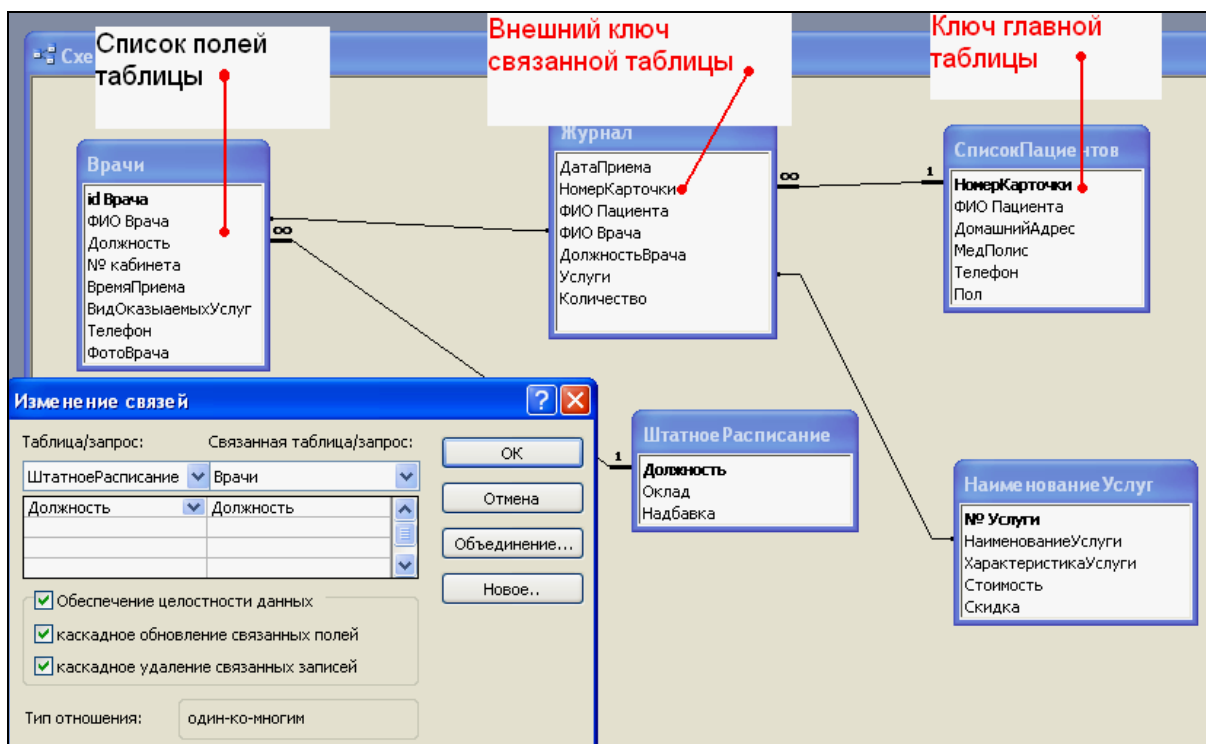 Схе
Список полей
таблицы
Внешний ключ
связанной таблицы
Ключ главной
таблицы
Врачи
id Врача
ФИО Врача
Должность
№ кабинета
ВремяПриема
ВидОказыаемыхУслуг
Телефон
ФотоВрача
∞
Журнал
ДатаПриема
НомерКарточки
ФИО Пациента
ФИО Врача
ДолжностьВрача
Услуги
Количество
∞
1
СписокПациентов
НомерКарточки
ФИО Пациента
ДомашнийАдрес
МедПолис
Телефон
Пол
Изменение связей
Таблица/запрос:
Связанная таблица/запрос:
ШтатноеРасписание
Врачи
Должность
Должность
ОК
Отмена
Объединение...
Новое..
Обеспечение целостности данных
каскадное обновление связанных полей
каскадное удаление связанных записей
Тип отношения:
один-ко-многим
1
ШтатноеРасписание
Должность
Оклад
Надбавка
НаименованиеУслуг
№ Услуги
НаименованиеУслуги
ХарактеристикаУслуги
Стоимость
Скидка